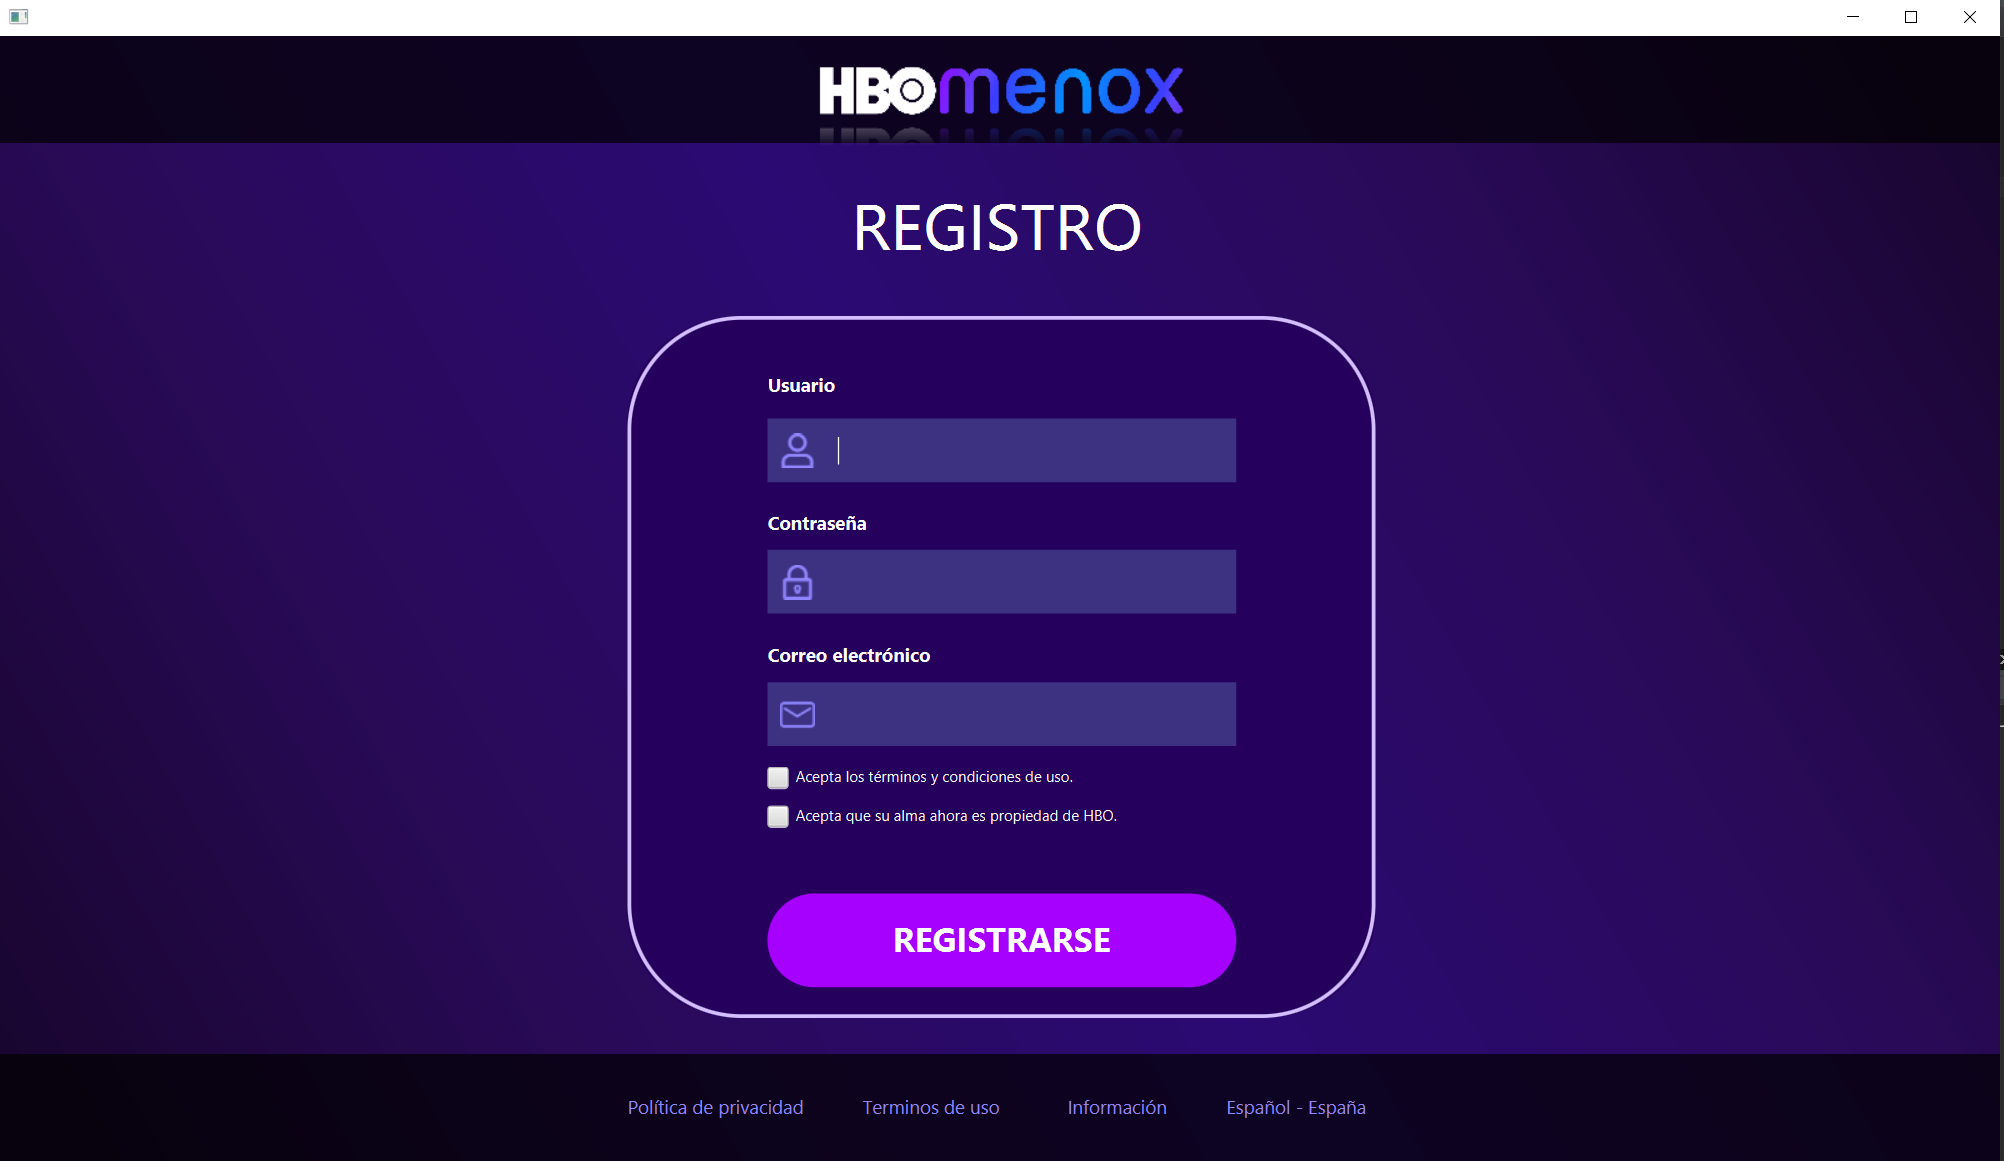 HBOmenox
REGISTRO
Usuario
Contraseña
Correo electrónico
Acepta los términos y condiciones de uso.
Acepta que su alma ahora es propiedad de HBO.
REGISTRARSE
Política de privacidad Terminos de uso Información Español - España